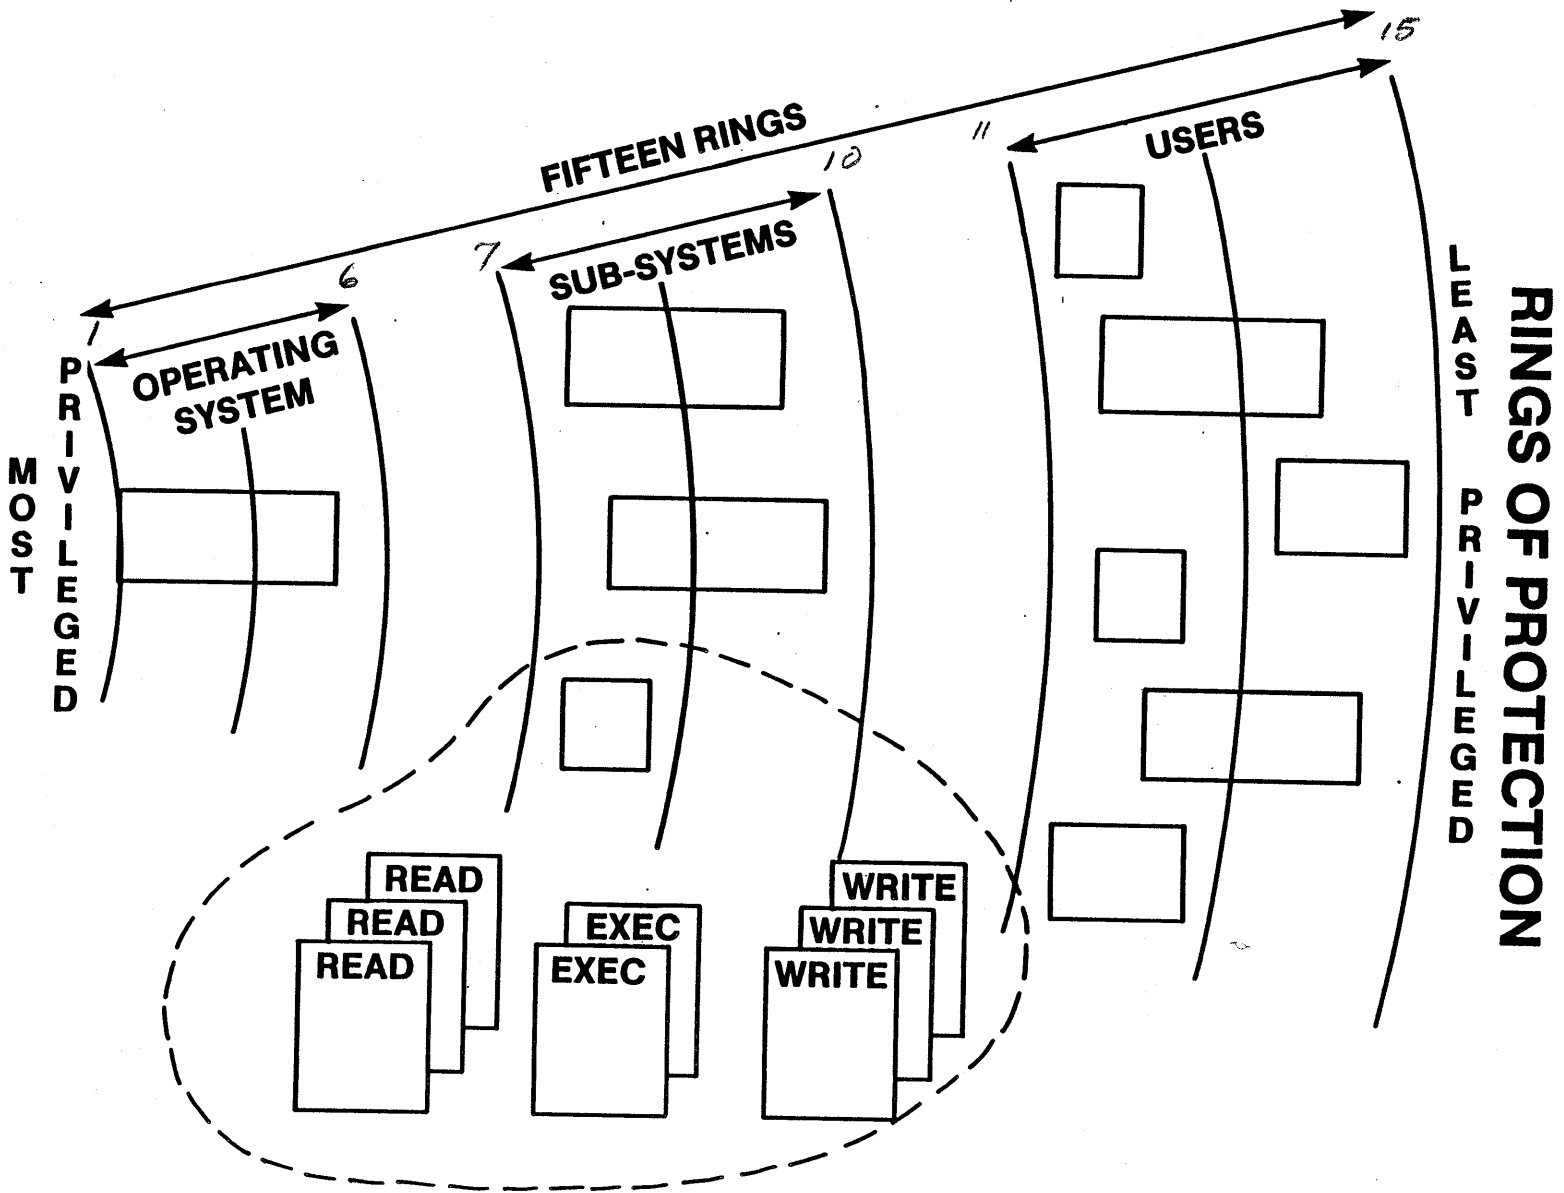 15
FIFTEEN RINGS
11
USERS
10
7
SUB-SYSTEMS
6
1
OPERATING
SYSTEM
MOST
PRIVILEGED
LEAST PRIVILEGED
RINGS OF PROTECTION
READ
READ
READ
EXEC
EXEC
WRITE
WRITE
WRITE